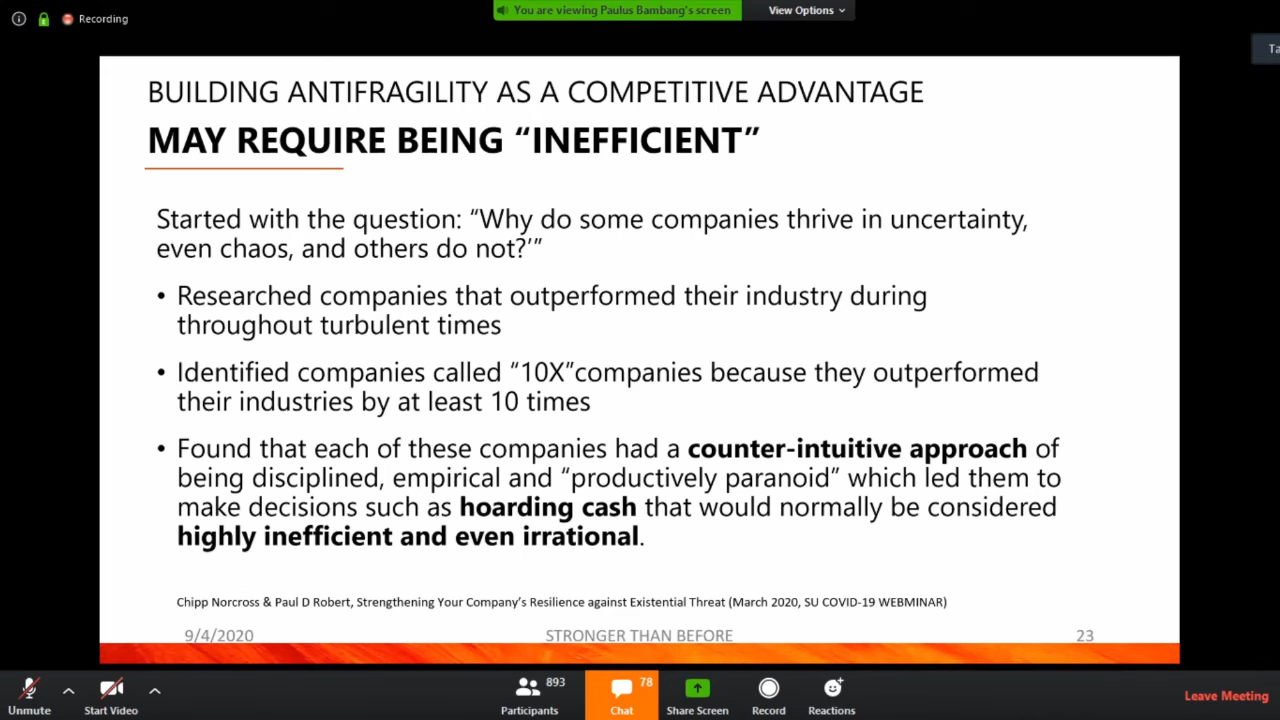 Recording
You are viewing Paulus Bambang's screen
View Options
Ta
BUILDING ANTIFRAGILITY AS A COMPETITIVE ADVANTAGE
MAY REQUIRE BEING “INEFFICIENT”
Started with the question: “Why do some companies thrive in uncertainty,
even chaos, and others do not?’”
• Researched companies that outperformed their industry during
throughout turbulent times
• Identified companies called “10X”companies because they outperformed
their industries by at least 10 times
• Found that each of these companies had a counter-intuitive approach of
being disciplined, empirical and “productively paranoid” which led them to
make decisions such as hoarding cash that would normally be considered
highly inefficient and even irrational.
Chipp Norcross & Paul D Robert, Strengthening Your Company’s Resilience against Existential Threat (March 2020, SU COVID-19 WEBMINAR)
9/4/2020 STRONGER THAN BEFORE 23
893 78
Unmute Start Video Participants Chat Share Screen Record Reactions Leave Meeting